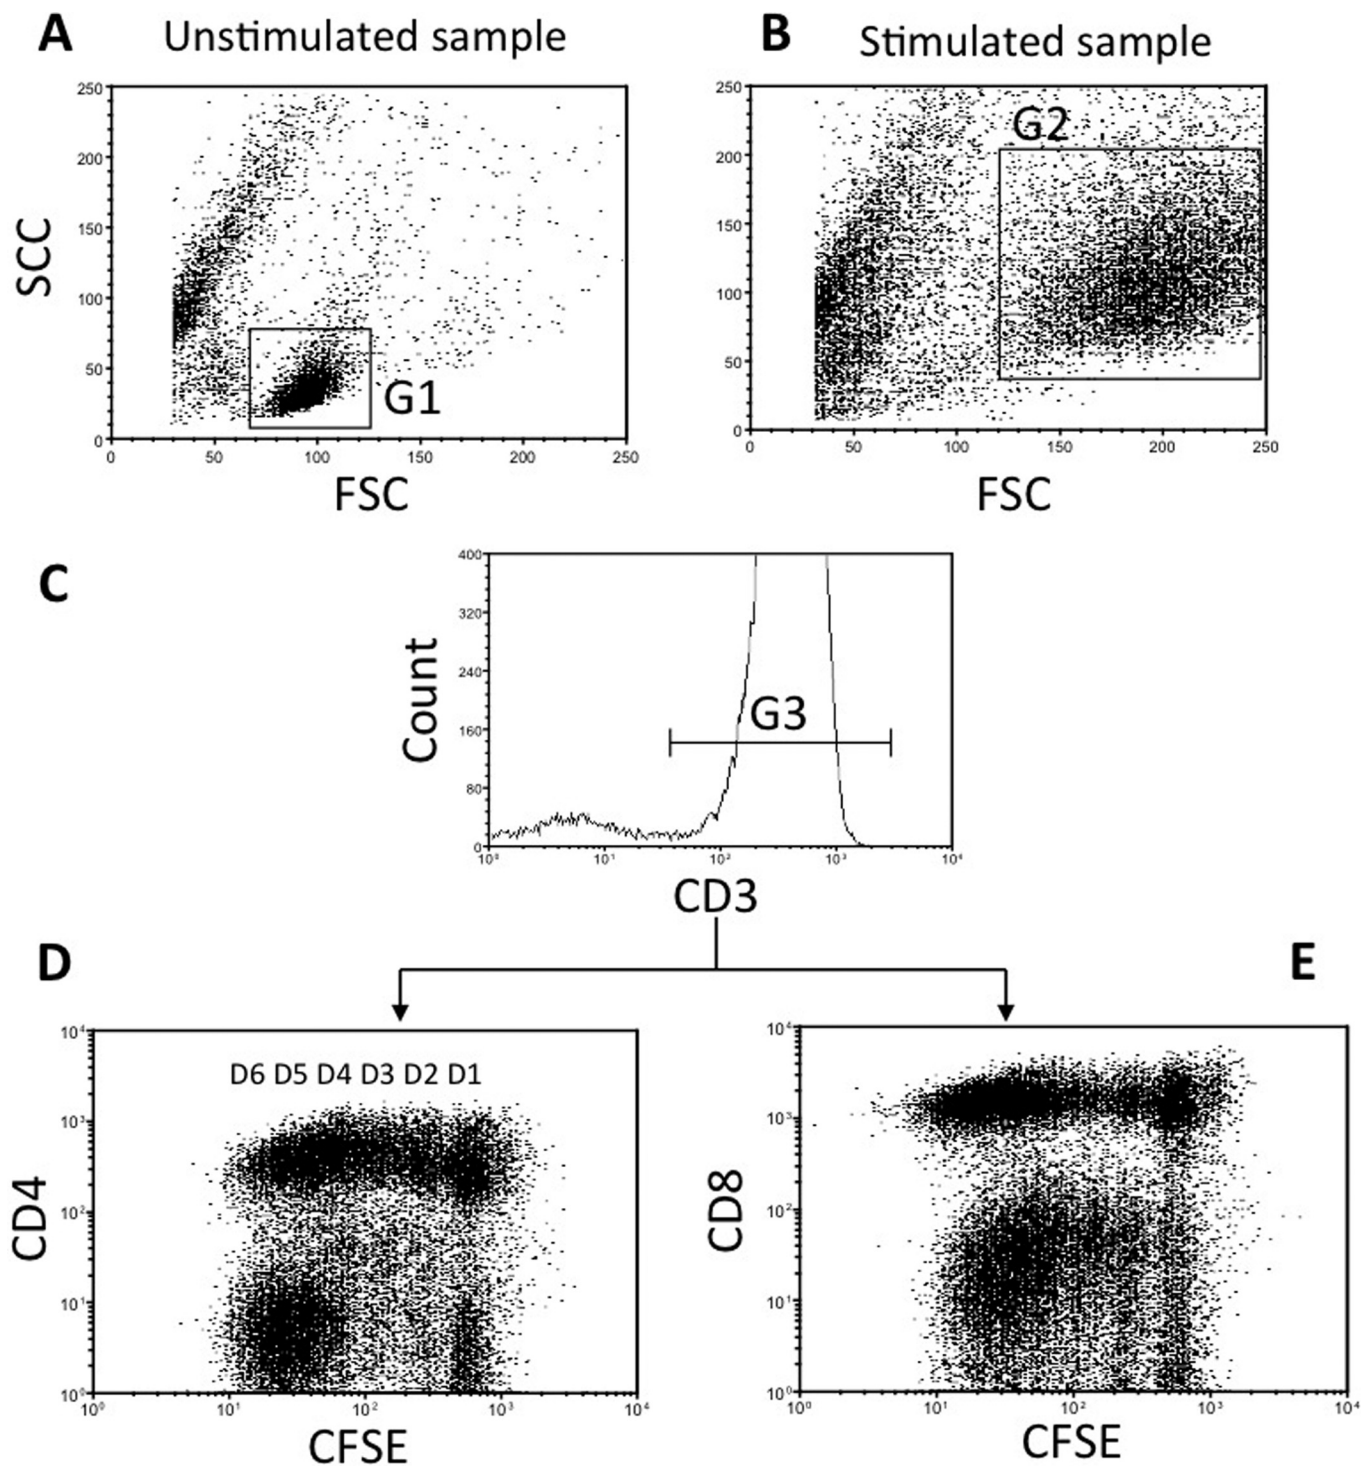 A Unstimulated sample
B Stimulated sample
250
200
150
100
50
0
SCC
G1
0 50 100 150 200 250
FSC
250
200
150
100
50
0
G2
0 50 100 150 200 250
FSC
C
400
320
240
160
80
0
Count
G3
10⁰ 10¹ 10² 10³ 10⁴
CD3
D
E
10⁴
10³
10²
10¹
10⁰
CD4
D6 D5 D4 D3 D2 D1
10⁰ 10¹ 10² 10³ 10⁴
CFSE
10⁴
10³
10²
10¹
10⁰
CD8
10⁰ 10¹ 10² 10³ 10⁴
CFSE